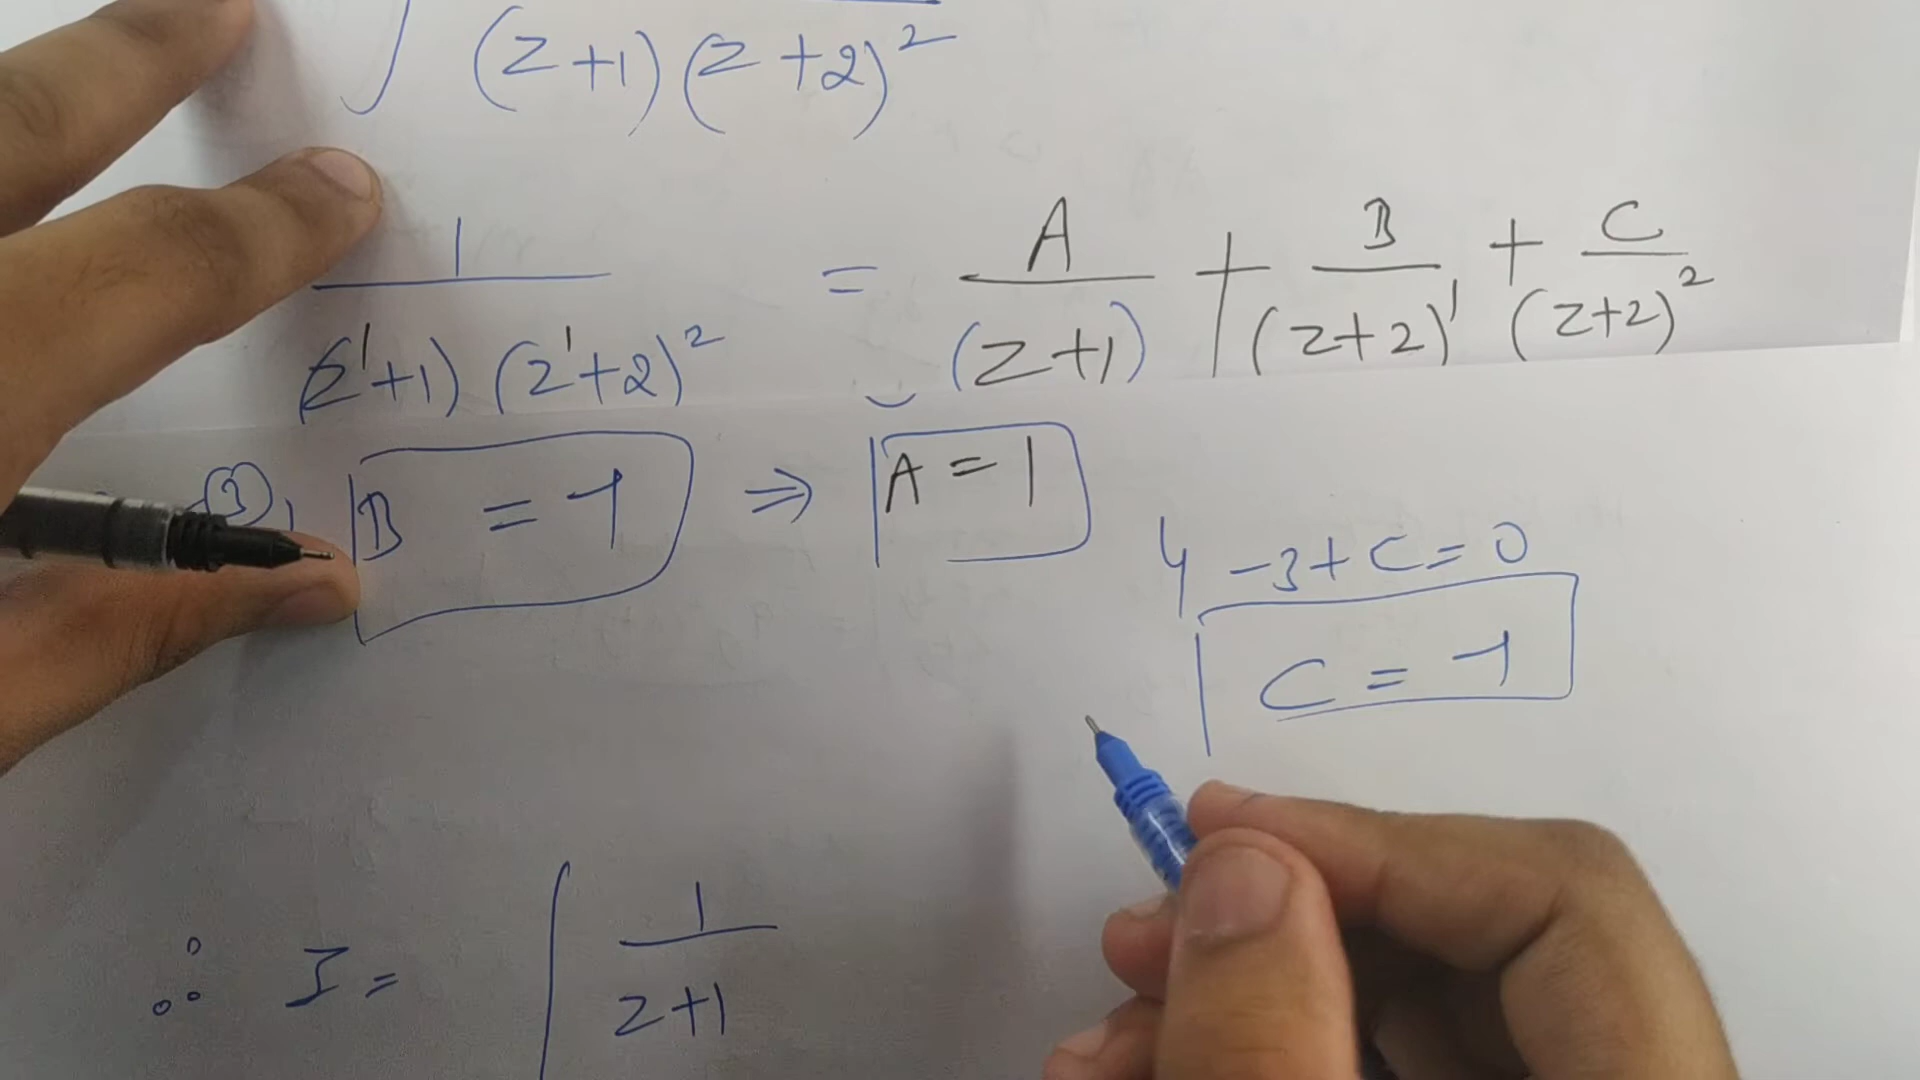 ∫ (z+1)(z+2)²
1/((z'+1)(z'+2)²) = A/(z+1) + B/(z+2)' + C/(z+2)²
③, B = -1 ⇒ A = 1
4 -3+C=0
C = -1
∴ I = ∫ 1/(z+1)